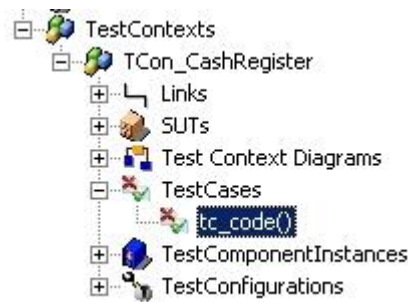 TestContexts
TCon_CashRegister
Links
SUTs
Test Context Diagrams
TestCases
tc_code()
TestComponentInstances
TestConfigurations